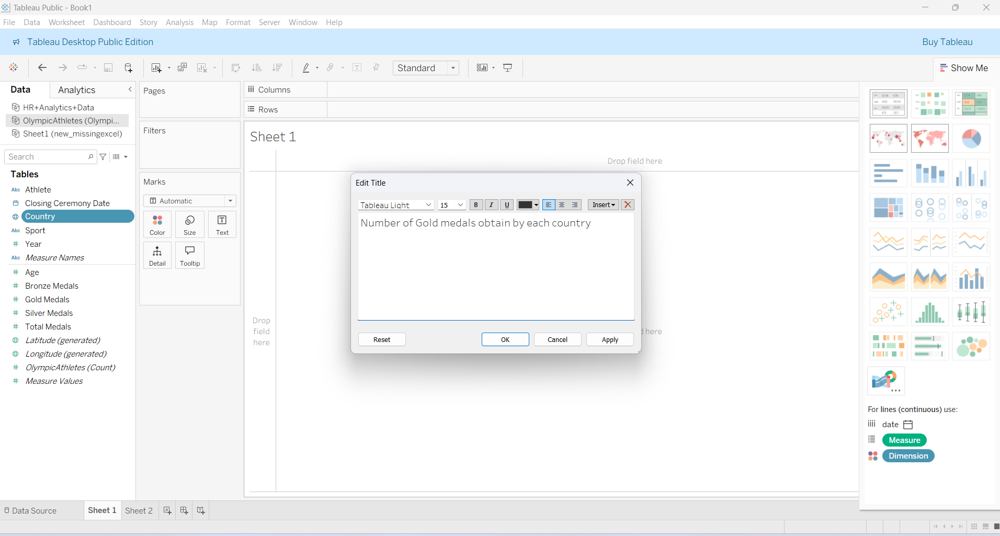 Tableau Public - Book1
File Data Worksheet Dashboard Story Analysis Map Format Server Window Help
Tableau Desktop Public Edition
Buy Tableau
Standard
Show Me
Data
Analytics
HR+Analytics+Data
OlympicAthletes (Olympi...
Sheet1 (new_missingexcel)
Search
Tables
Abc Athlete
Closing Ceremony Date
Country
Abc Sport
# Year
Abc Measure Names
# Age
# Bronze Medals
# Gold Medals
# Silver Medals
# Total Medals
Latitude (generated)
Longitude (generated)
# OlympicAthletes (Count)
# Measure Values
Pages
Filters
Marks
T Automatic
Color
Size
T
Text
Detail
Tooltip
Columns
Rows
Sheet 1
Drop field here
Drop
field
here
d here
Edit Title
Tableau Light
15
B I U
Insert
Number of Gold medals obtain by each country
Reset
OK
Cancel
Apply
For lines (continuous) use:
date
Measure
Dimension
Data Source
Sheet 1
Sheet 2